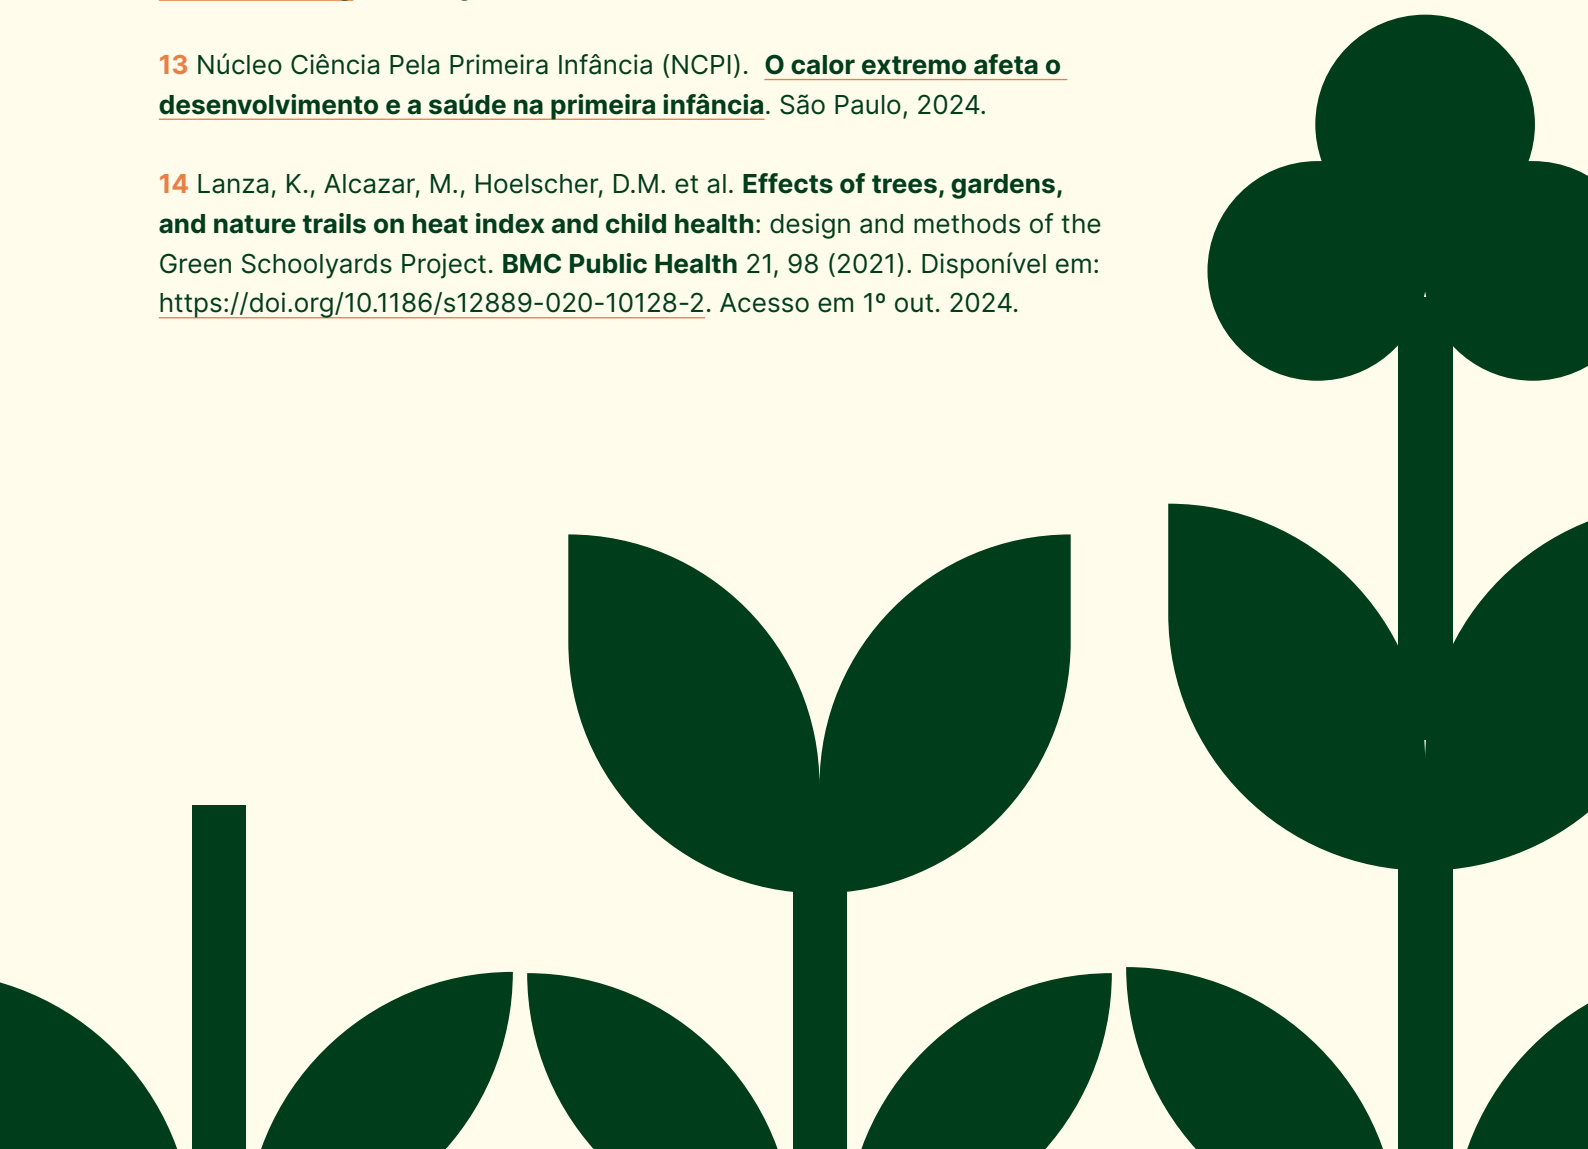 13 Núcleo Ciência Pela Primeira Infância (NCPI).  O calor extremo afeta o
desenvolvimento e a saúde na primeira infância. São Paulo, 2024.
14 Lanza, K., Alcazar, M., Hoelscher, D.M. et al. Effects of trees, gardens,
and nature trails on heat index and child health: design and methods of the
Green Schoolyards Project. BMC Public Health 21, 98 (2021). Disponível em:
https://doi.org/10.1186/s12889-020-10128-2. Acesso em 1º out. 2024.